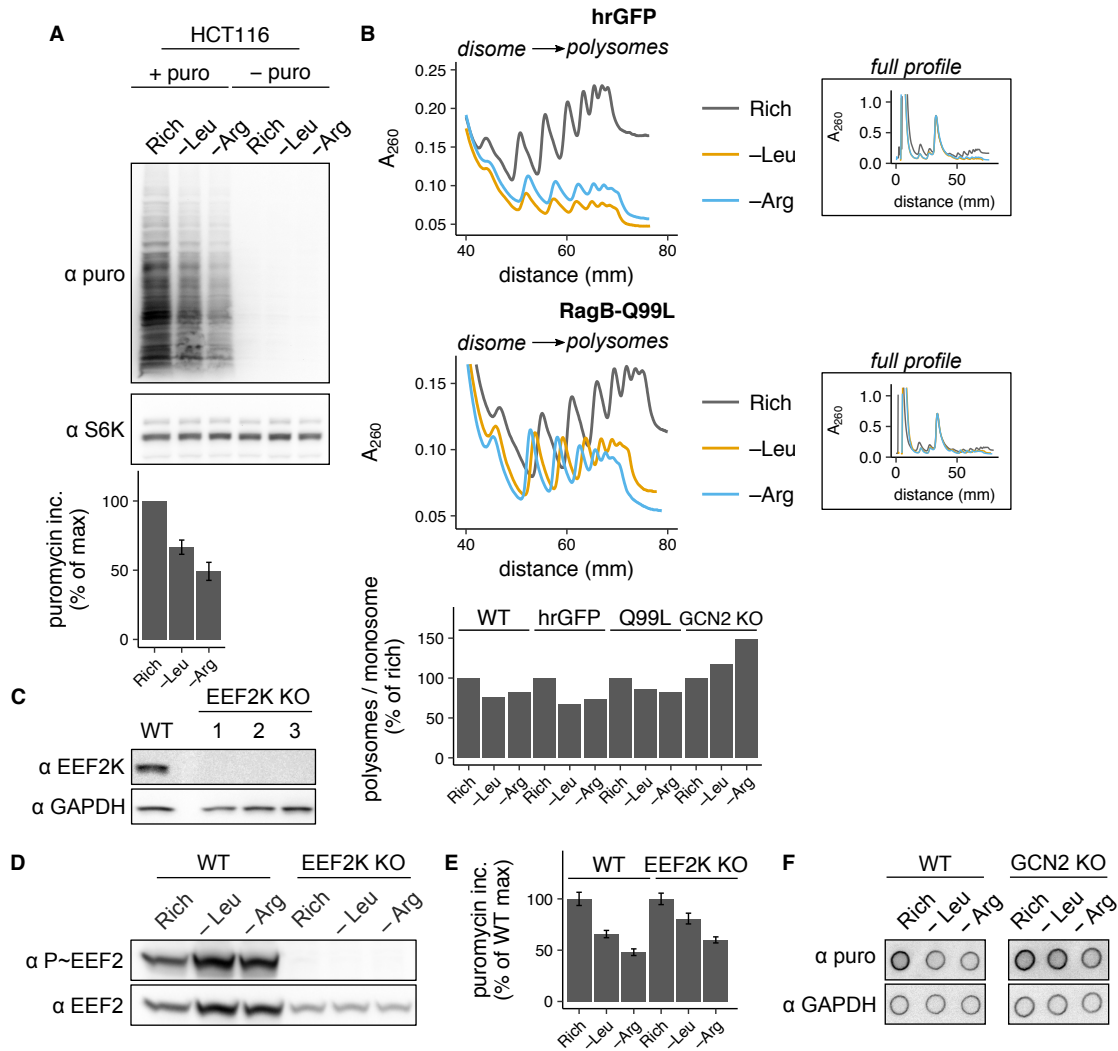 A
HCT116
+ puro
– puro
Rich
–Leu
–Arg
Rich
–Leu
–Arg
α puro
α S6K
puromycin inc.
(% of max)
100
50
0
Rich
–Leu
–Arg
B
hrGFP
disome → polysomes
A260
0.25
0.20
0.15
0.10
0.05
40
60
80
distance (mm)
Rich
–Leu
–Arg
full profile
A260
1.0
0.5
0.0
0
50
distance (mm)
RagB-Q99L
disome → polysomes
A260
0.15
0.10
0.05
40
60
80
distance (mm)
Rich
–Leu
–Arg
full profile
A260
1.0
0.5
0.0
0
50
distance (mm)
polysomes / monosome
(% of rich)
150
100
50
0
WT
hrGFP
Q99L
GCN2 KO
Rich
–Leu
–Arg
Rich
–Leu
–Arg
Rich
–Leu
–Arg
Rich
–Leu
–Arg
C
EEF2K KO
WT
1
2
3
α EEF2K
α GAPDH
D
WT
EEF2K KO
Rich
– Leu
– Arg
Rich
– Leu
– Arg
α P~EEF2
α EEF2
E
WT
EEF2K KO
puromycin inc.
(% of WT max)
100
50
0
Rich
–Leu
–Arg
Rich
–Leu
–Arg
F
WT
GCN2 KO
Rich
– Leu
– Arg
Rich
– Leu
– Arg
α puro
α GAPDH